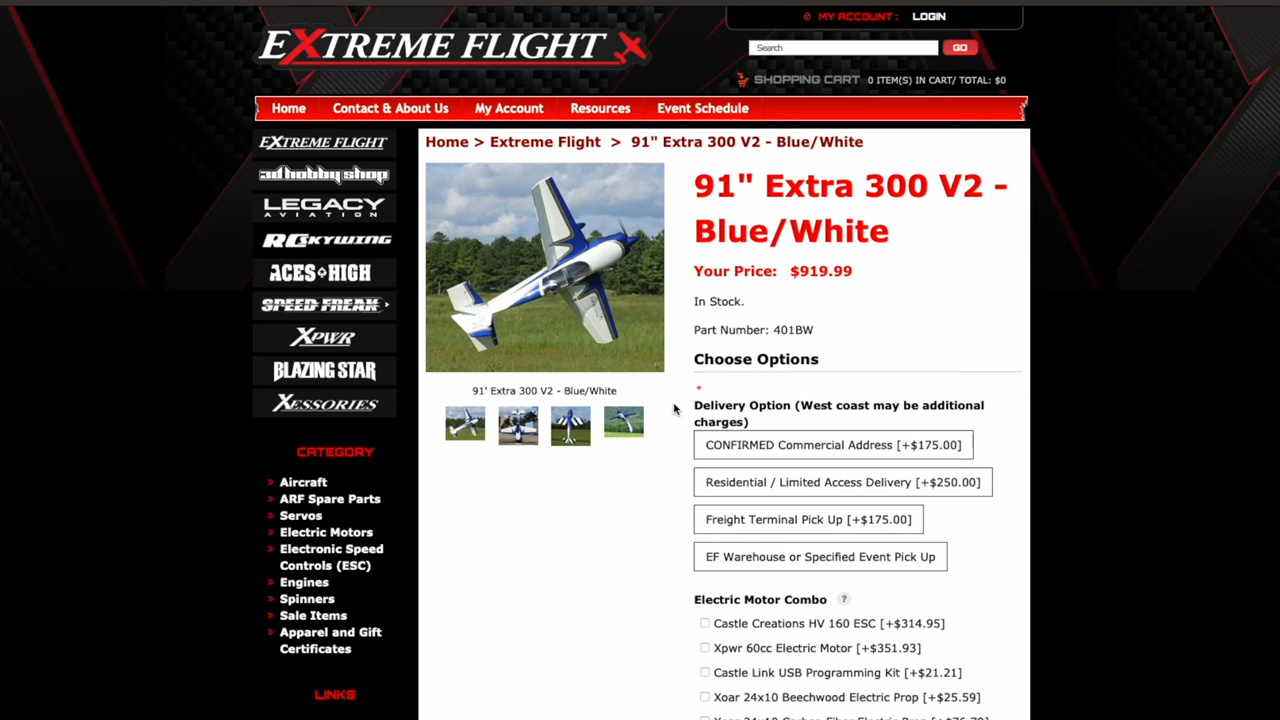 MY ACCOUNT : LOGIN
EXTREME FLIGHT
Search GO
SHOPPING CART 0 ITEM(S) IN CART/ TOTAL: $0
Home Contact & About Us My Account Resources Event Schedule
EXTREME FLIGHT
3d hobby shop
LEGACY
AVIATION
RC SKYWING
ACES HIGH
SPEED FREAK
XPWR
BLAZING STAR
XESSORIES
CATEGORY
Aircraft
ARF Spare Parts
Servos
Electric Motors
Electronic Speed
Controls (ESC)
Engines
Spinners
Sale Items
Apparel and Gift
Certificates
LINKS
Home > Extreme Flight > 91" Extra 300 V2 - Blue/White
91' Extra 300 V2 - Blue/White
91" Extra 300 V2 -
Blue/White
Your Price: $919.99
In Stock.
Part Number: 401BW
Choose Options
*
Delivery Option (West coast may be additional
charges)
CONFIRMED Commercial Address [+$175.00]
Residential / Limited Access Delivery [+$250.00]
Freight Terminal Pick Up [+$175.00]
EF Warehouse or Specified Event Pick Up
Electric Motor Combo ?
Castle Creations HV 160 ESC [+$314.95]
Xpwr 60cc Electric Motor [+$351.93]
Castle Link USB Programming Kit [+$21.21]
Xoar 24x10 Beechwood Electric Prop [+$25.59]